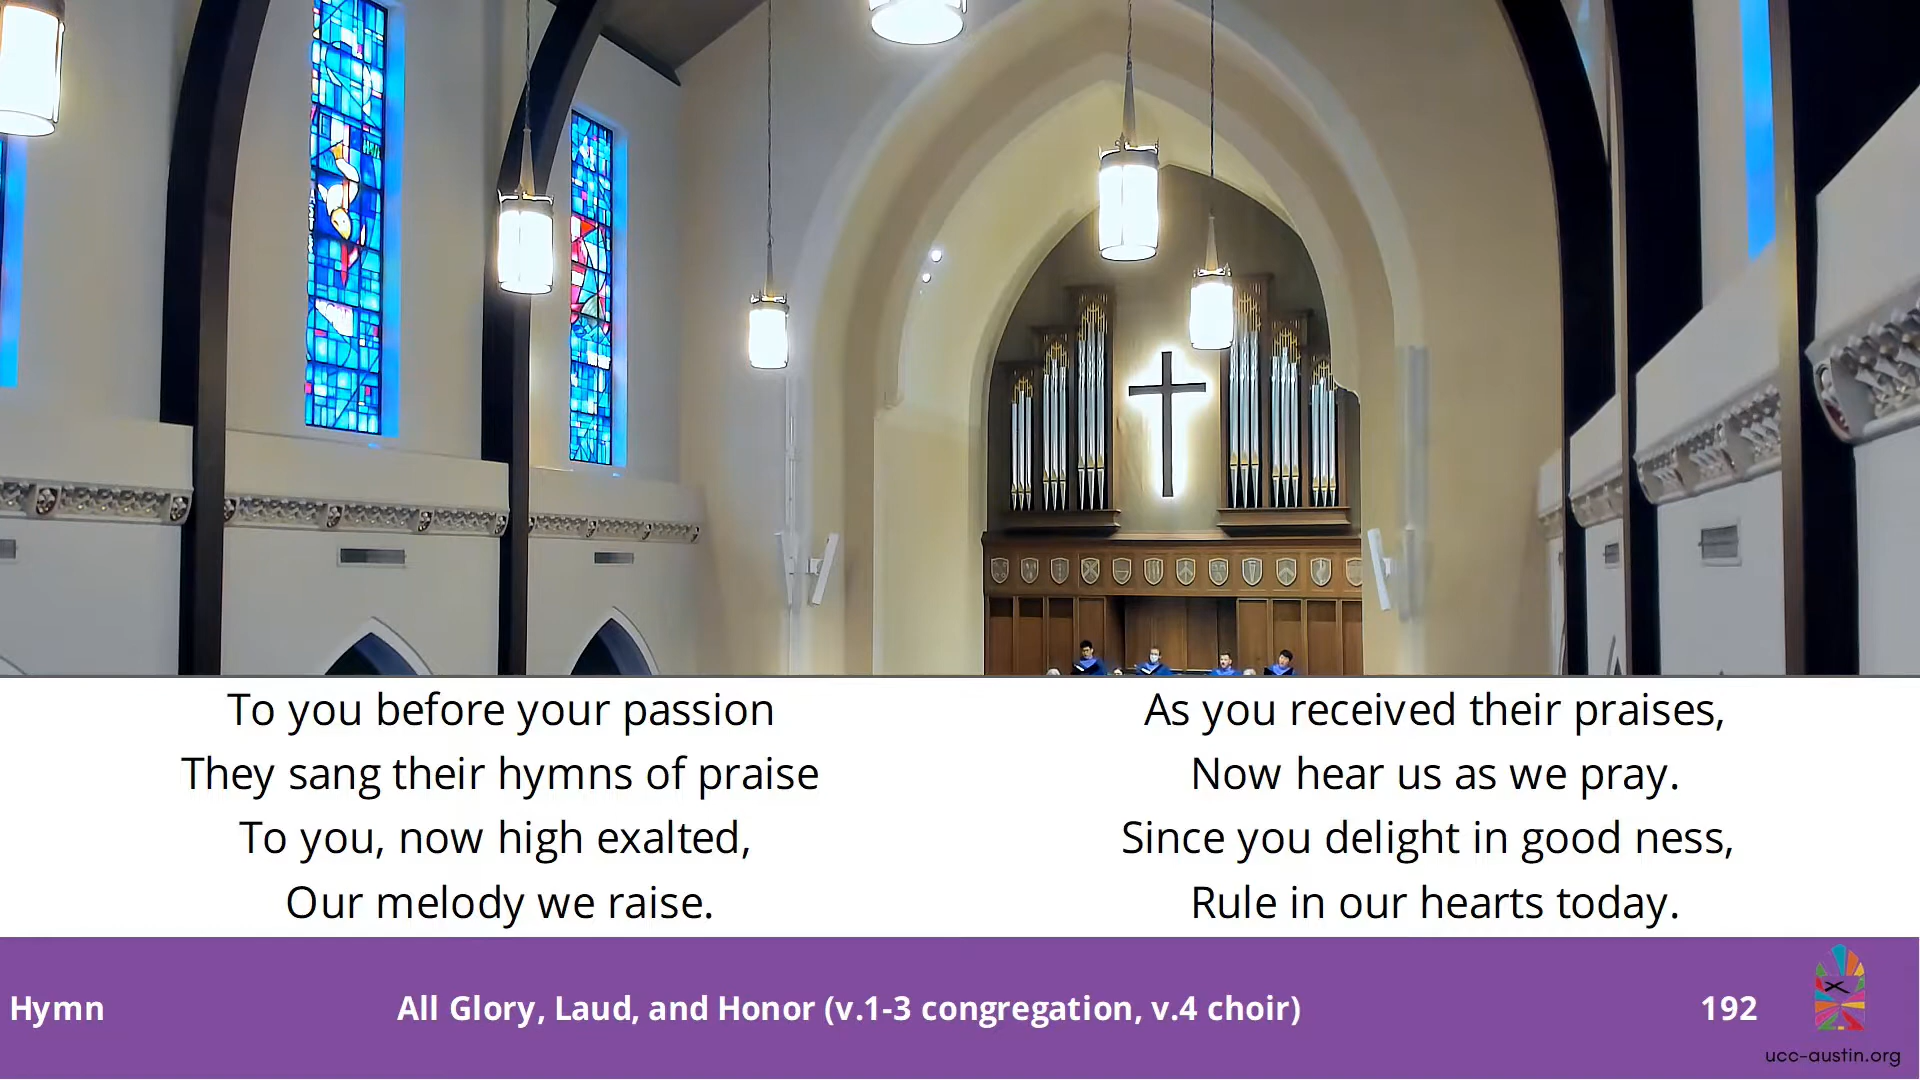 To you before your passion
They sang their hymns of praise
To you, now high exalted,
Our melody we raise.
As you received their praises,
Now hear us as we pray.
Since you delight in good ness,
Rule in our hearts today.
Hymn
All Glory, Laud, and Honor (v.1-3 congregation, v.4 choir)
192
ucc-austin.org